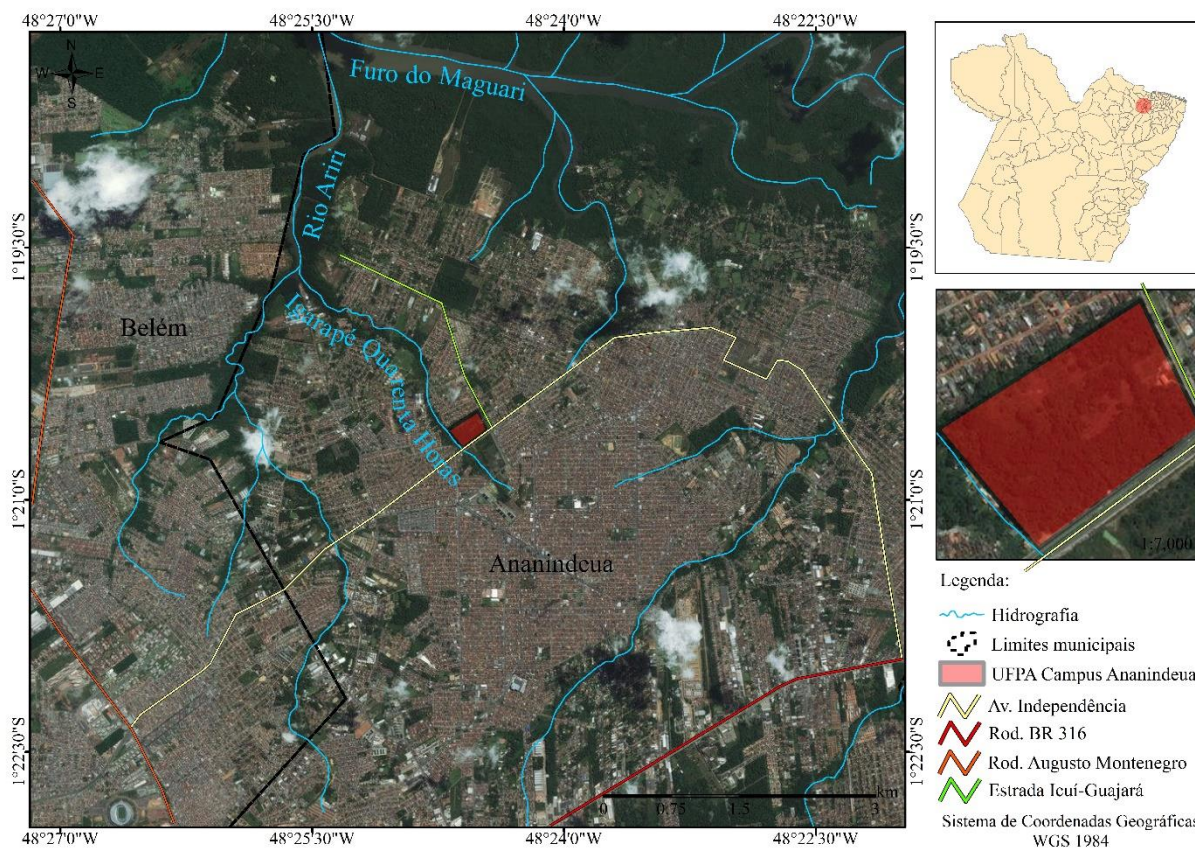 48°27'0"W
48°25'30"W
48°24'0"W
48°22'30"W
N
W E
S
Furo do Maguari
Rio Ariri
1°19'30"S
1°19'30"S
Belém
Igarapé Quarenta Horas
1°21'0"S
1°21'0"S
Ananindeua
1°22'30"S
1°22'30"S
km
0 0.75 1.5 3
48°27'0"W
48°25'30"W
48°24'0"W
48°22'30"W
1:7.000
Legenda:
Hidrografia
Limites municipais
UFPA Campus Ananindeua
Av. Independência
Rod. BR 316
Rod. Augusto Montenegro
Estrada Icuí-Guajará
Sistema de Coordenadas Geográficas
WGS 1984